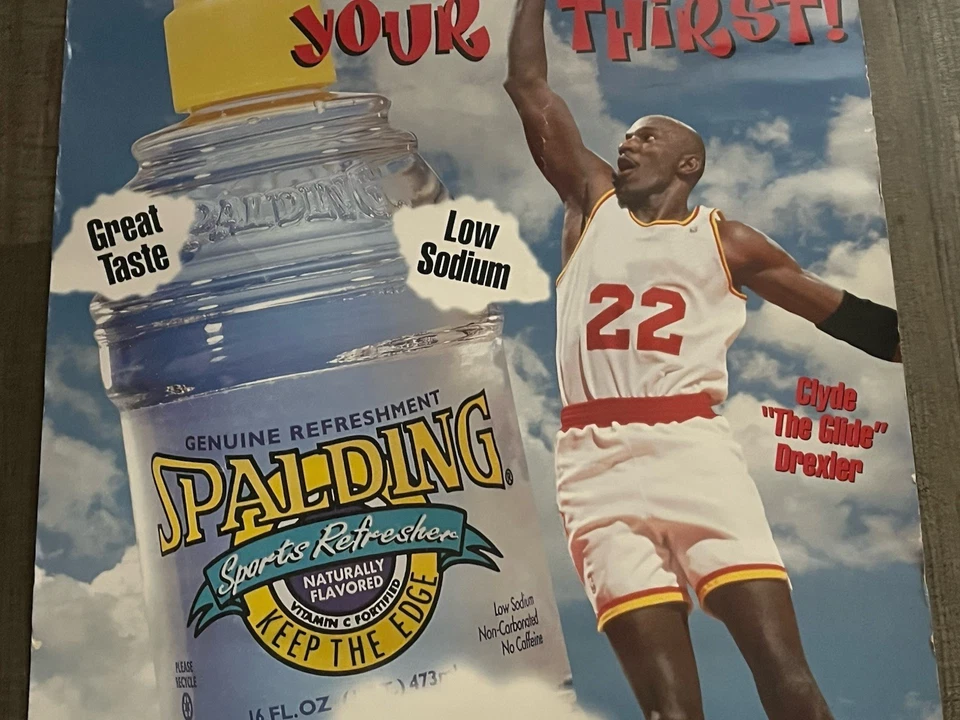 YOUR THIRST!
SPALDING
Great
Taste
Low
Sodium
22
Clyde
"The Glide"
Drexler
GENUINE REFRESHMENT
SPALDING®
Sports Refresher
NATURALLY
FLAVORED
VITAMIN C FORTIFIED
KEEP THE EDGE
Low Sodium
Non-Carbonated
No Caffeine
PLEASE
RECYCLE
16 FL. OZ 473m